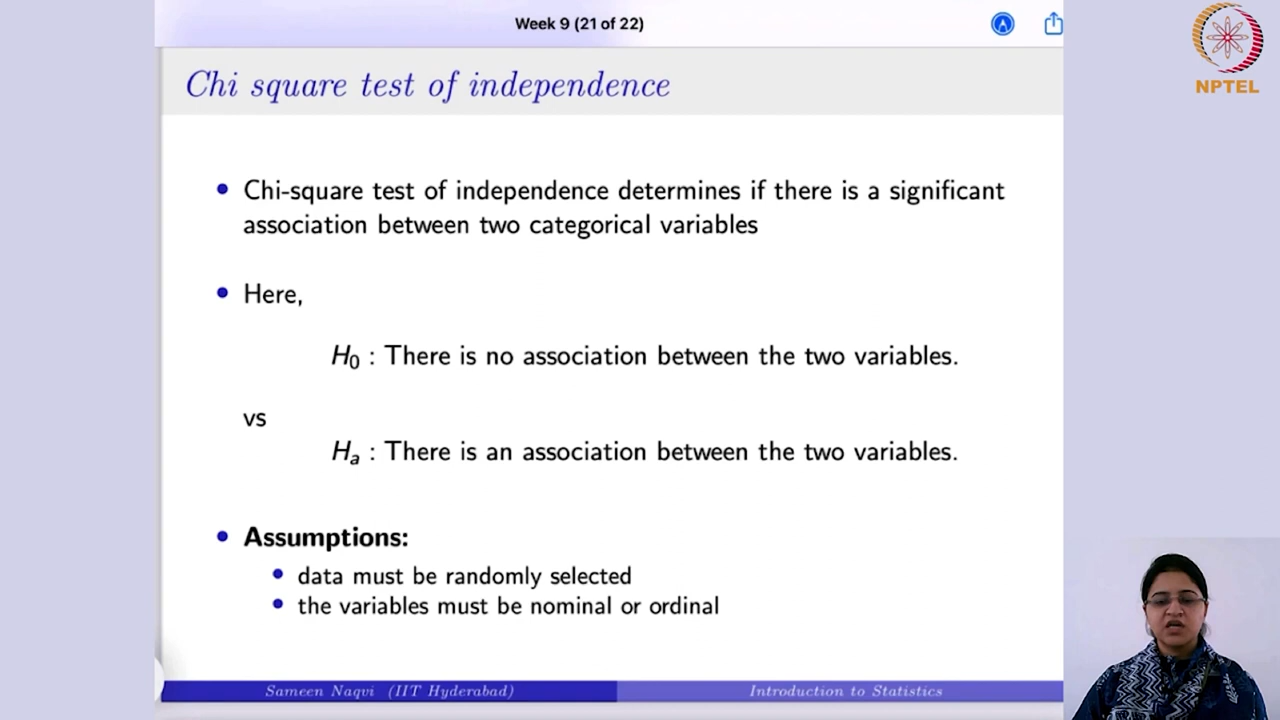 Week 9 (21 of 22)
NPTEL
Chi square test of independence
• Chi-square test of independence determines if there is a significant
association between two categorical variables
• Here,
H₀ : There is no association between the two variables.
vs
Hₐ : There is an association between the two variables.
• Assumptions:
• data must be randomly selected
• the variables must be nominal or ordinal
Sameen Naqvi (IIT Hyderabad) Introduction to Statistics